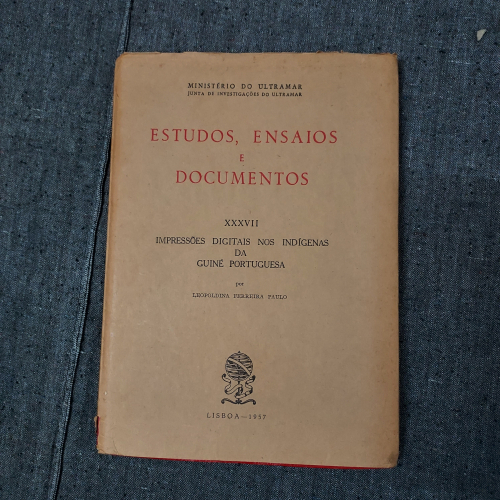 MINISTÉRIO DO ULTRAMAR
JUNTA DE INVESTIGAÇÕES DO ULTRAMAR
ESTUDOS, ENSAIOS
E
DOCUMENTOS
XXXVII
IMPRESSÕES DIGITAIS NOS INDÍGENAS
DA
GUINÉ PORTUGUESA
por
LEOPOLDINA FERREIRA PAULO
LISBOA—1957